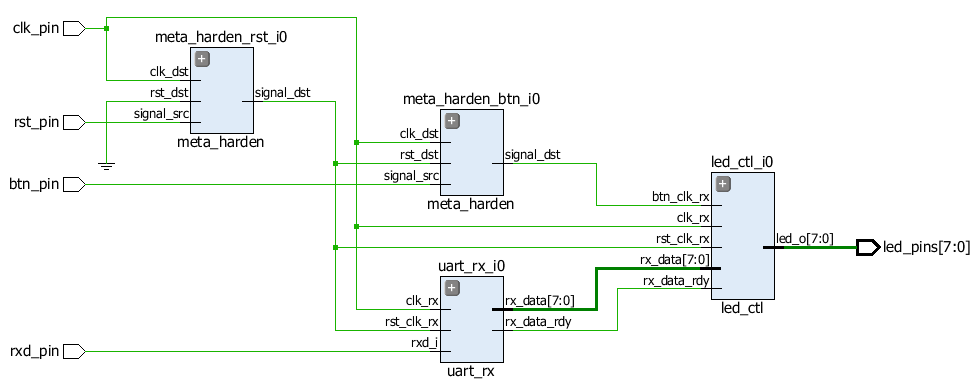 clk_pin
meta_harden_rst_i0
clk_dst
rst_dst
signal_dst
signal_src
rst_pin
meta_harden
meta_harden_btn_i0
clk_dst
rst_dst
signal_dst
signal_src
btn_pin
meta_harden
led_ctl_i0
btn_clk_rx
clk_rx
rst_clk_rx
led_o[7:0]
led_pins[7:0]
rx_data[7:0]
rx_data_rdy
led_ctl
uart_rx_i0
clk_rx
rx_data[7:0]
rst_clk_rx
rx_data_rdy
rxd_i
rxd_pin
uart_rx